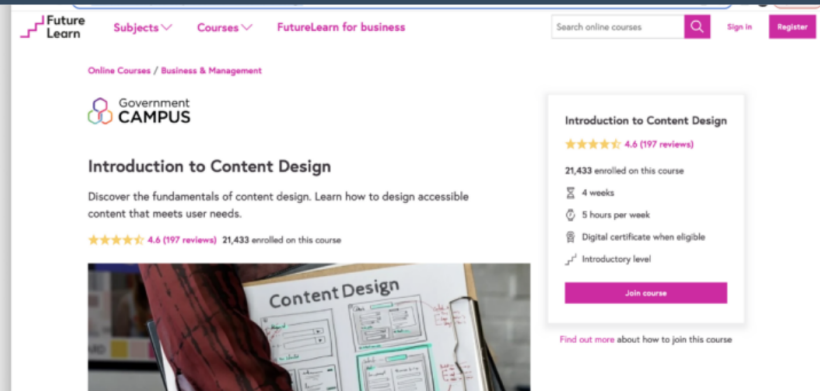 Future
Learn
Subjects
Courses
FutureLearn for business
Search online courses
Sign in
Register
Online Courses / Business & Management
Government
CAMPUS
Introduction to Content Design
Discover the fundamentals of content design. Learn how to design accessible
content that meets user needs.
4.6 (197 reviews) 21,433 enrolled on this course
Content Design
Introduction to Content Design
4.6 (197 reviews)
21,433 enrolled on this course
4 weeks
5 hours per week
Digital certificate when eligible
Introductory level
Join course
Find out more about how to join this course